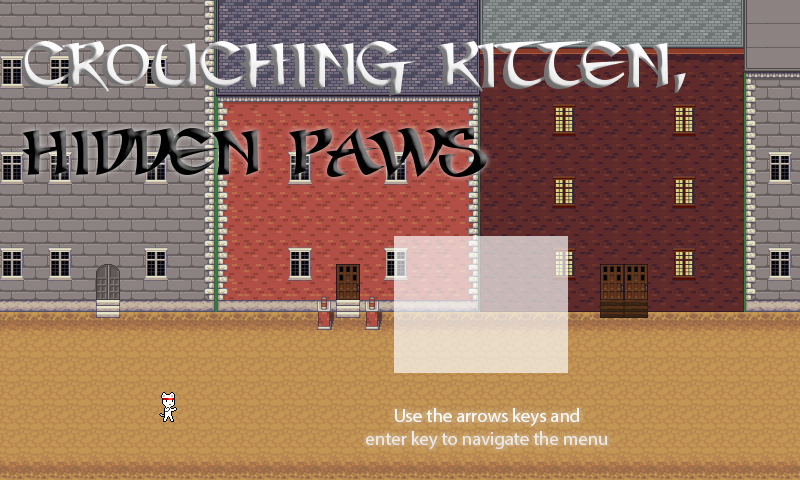 CROUCHING KITTEN,
HIDDEN PAWS
Use the arrows keys and
enter key to navigate the menu